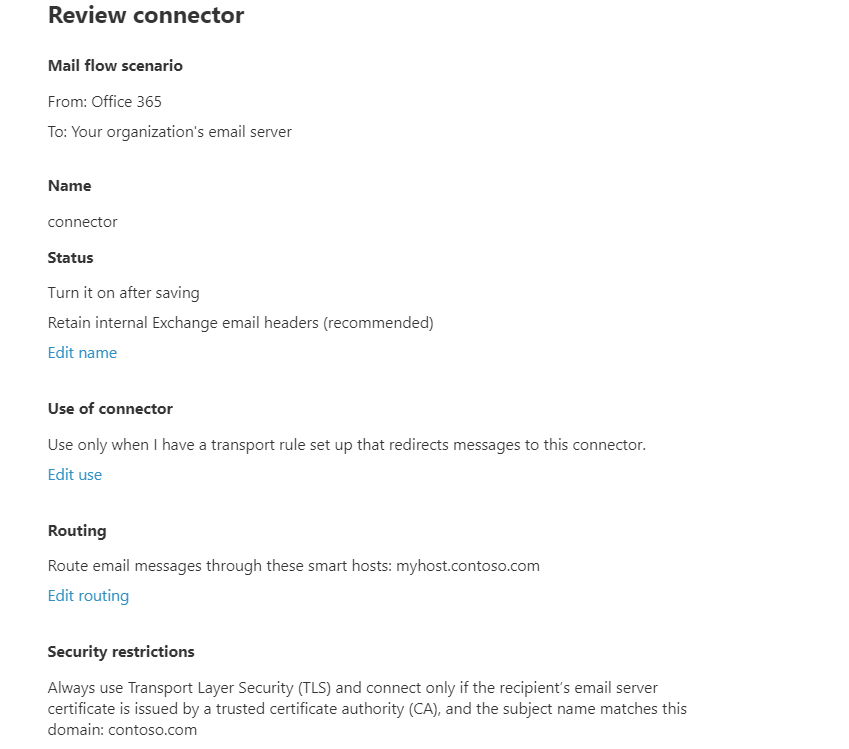 Review connector
Mail flow scenario
From: Office 365
To: Your organization's email server
Name
connector
Status
Turn it on after saving
Retain internal Exchange email headers (recommended)
Edit name
Use of connector
Use only when I have a transport rule set up that redirects messages to this connector.
Edit use
Routing
Route email messages through these smart hosts: myhost.contoso.com
Edit routing
Security restrictions
Always use Transport Layer Security (TLS) and connect only if the recipient’s email server
certificate is issued by a trusted certificate authority (CA), and the subject name matches this
domain: contoso.com